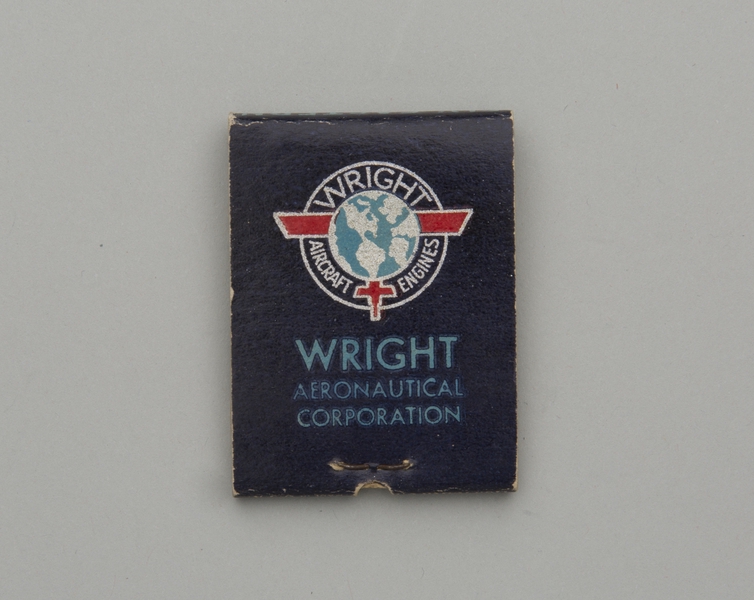 WRIGHT
AIRCRAFT ENGINES
WRIGHT
AERONAUTICAL
CORPORATION